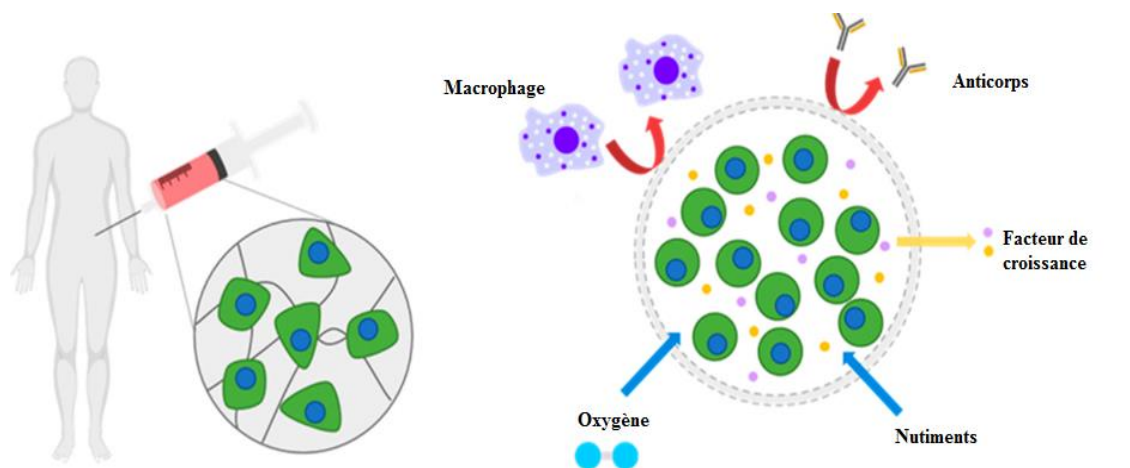 Macrophage
Anticorps
Facteur de
croissance
Oxygène
Nutiments